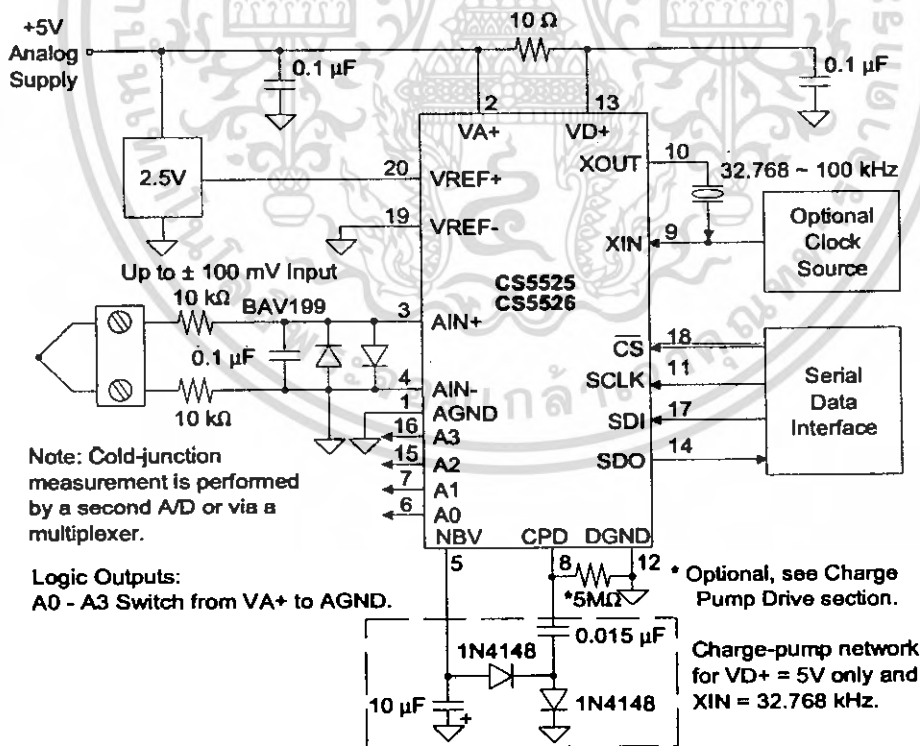 +5V
Analog
Supply
10 Ω
0.1 µF
0.1 µF
2
13
VA+
VD+
2.5V
20
VREF+
19
VREF-
XOUT
10
32.768 ~ 100 kHz
XIN
9
Optional
Clock
Source
Up to ± 100 mV Input
10 kΩ
BAV199
0.1 µF
10 kΩ
CS5525
CS5526
3
AIN+
4
AIN-
1
AGND
16
A3
15
A2
7
A1
6
A0
CS
18
SCLK
11
SDI
17
SDO
14
Serial
Data
Interface
NBV
CPD
DGND
5
8
12
Note: Cold-junction
measurement is performed
by a second A/D or via a
multiplexer.
Logic Outputs:
A0 - A3 Switch from VA+ to AGND.
*5MΩ
* Optional, see Charge
Pump Drive section.
0.015 µF
1N4148
1N4148
10 µF
+
Charge-pump network
for VD+ = 5V only and
XIN = 32.768 kHz.